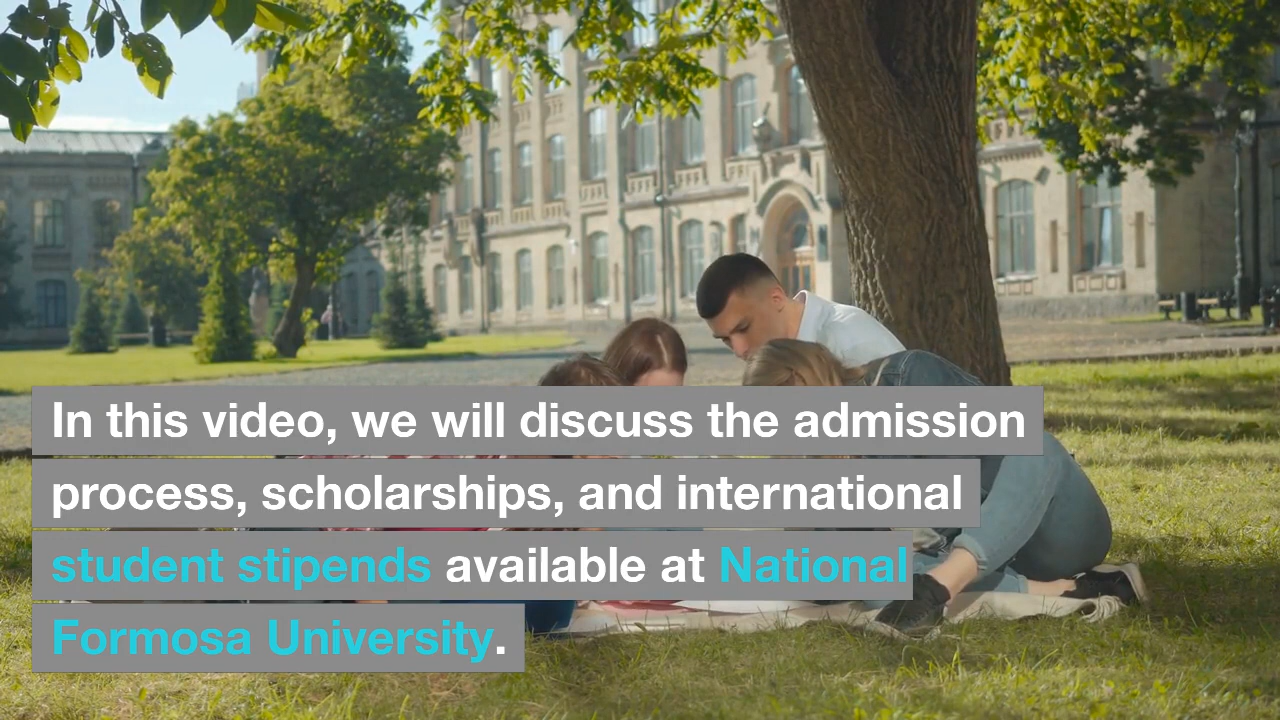 In this video, we will discuss the admission
process, scholarships, and international
student stipends available at National
Formosa University.